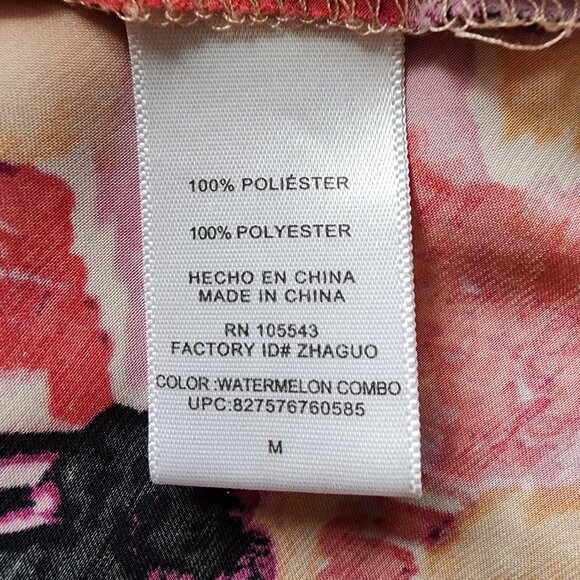 100% POLIÉSTER
100% POLYESTER
HECHO EN CHINA
MADE IN CHINA
RN 105543
FACTORY ID# ZHAGUO
COLOR :WATERMELON COMBO
UPC:827576760585
M